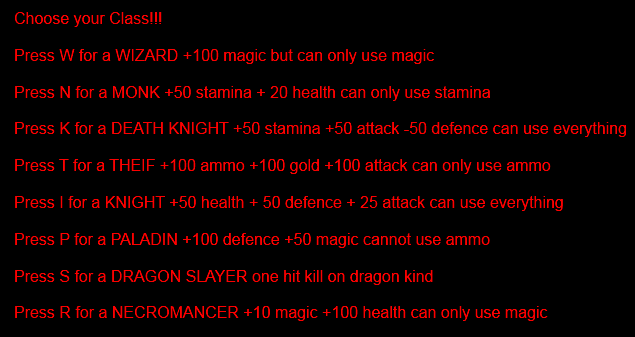 Choose your Class!!!
Press W for a WIZARD +100 magic but can only use magic
Press N for a MONK +50 stamina + 20 health can only use stamina
Press K for a DEATH KNIGHT +50 stamina +50 attack -50 defence can use everything
Press T for a THEIF +100 ammo +100 gold +100 attack can only use ammo
Press I for a KNIGHT +50 health + 50 defence + 25 attack can use everything
Press P for a PALADIN +100 defence +50 magic cannot use ammo
Press S for a DRAGON SLAYER one hit kill on dragon kind
Press R for a NECROMANCER +10 magic +100 health can only use magic